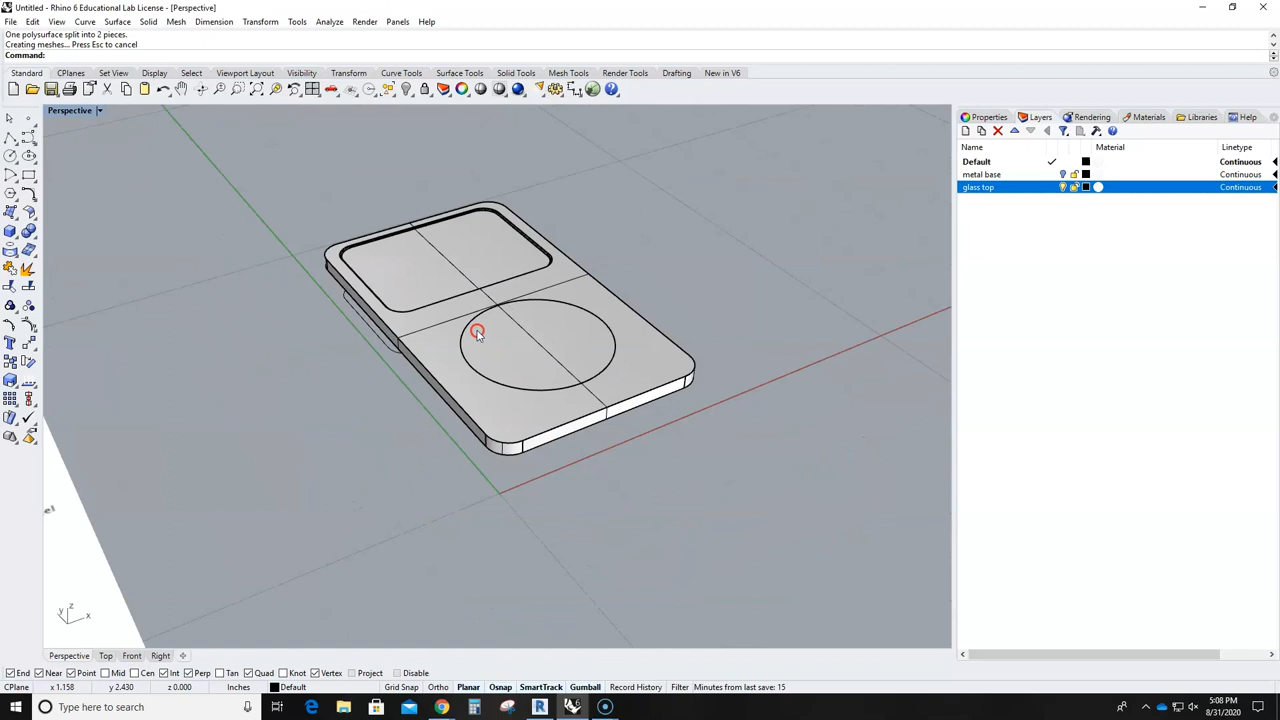 Untitled - Rhino 6 Educational Lab License - [Perspective]
File Edit View Curve Surface Solid Mesh Dimension Transform Tools Analyze Render Panels Help
One polysurface split into 2 pieces.
Creating meshes... Press Esc to cancel
Command:
Standard CPlanes Set View Display Select Viewport Layout Visibility Transform Curve Tools Surface Tools Solid Tools Mesh Tools Render Tools Drafting New in V6
Perspective
Properties Layers Rendering Materials Libraries Help
Name Material Linetype
Default Continuous
metal base Continuous
glass top Continuous
el
z
y
x
Perspective Top Front Right
End Near Point Mid Cen Int Perp Tan Quad Knot Vertex Project Disable
CPlane x 1.158 y 2.430 z 0.000 Inches Default Grid Snap Ortho Planar Osnap SmartTrack Gumball Record History Filter Minutes from last save: 15
Type here to search
5:08 PM
8/31/2020